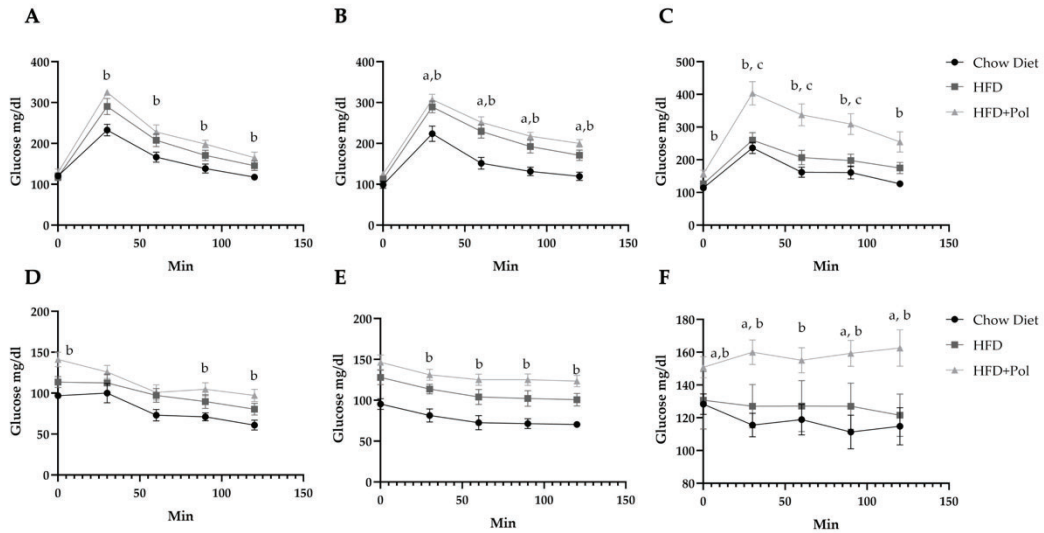 A
B
C
Glucose mg/dl
400
300
200
100
0
b
b
b
b
0
50
100
150
Min
Glucose mg/dl
400
300
200
100
0
a,b
a,b
a,b
a,b
0
50
100
150
Min
Glucose mg/dl
500
400
300
200
100
0
b
b, c
b, c
b, c
b
0
50
100
150
Min
Chow Diet
HFD
HFD+Pol
D
E
F
Glucose mg/dl
200
150
100
50
0
b
b
b
0
50
100
150
Min
Glucose mg/dl
200
150
100
50
0
b
b
b
b
0
50
100
150
Min
Glucose mg/dl
180
160
140
120
100
80
a,b
a, b
b
a, b
a, b
0
50
100
150
Min
Chow Diet
HFD
HFD+Pol